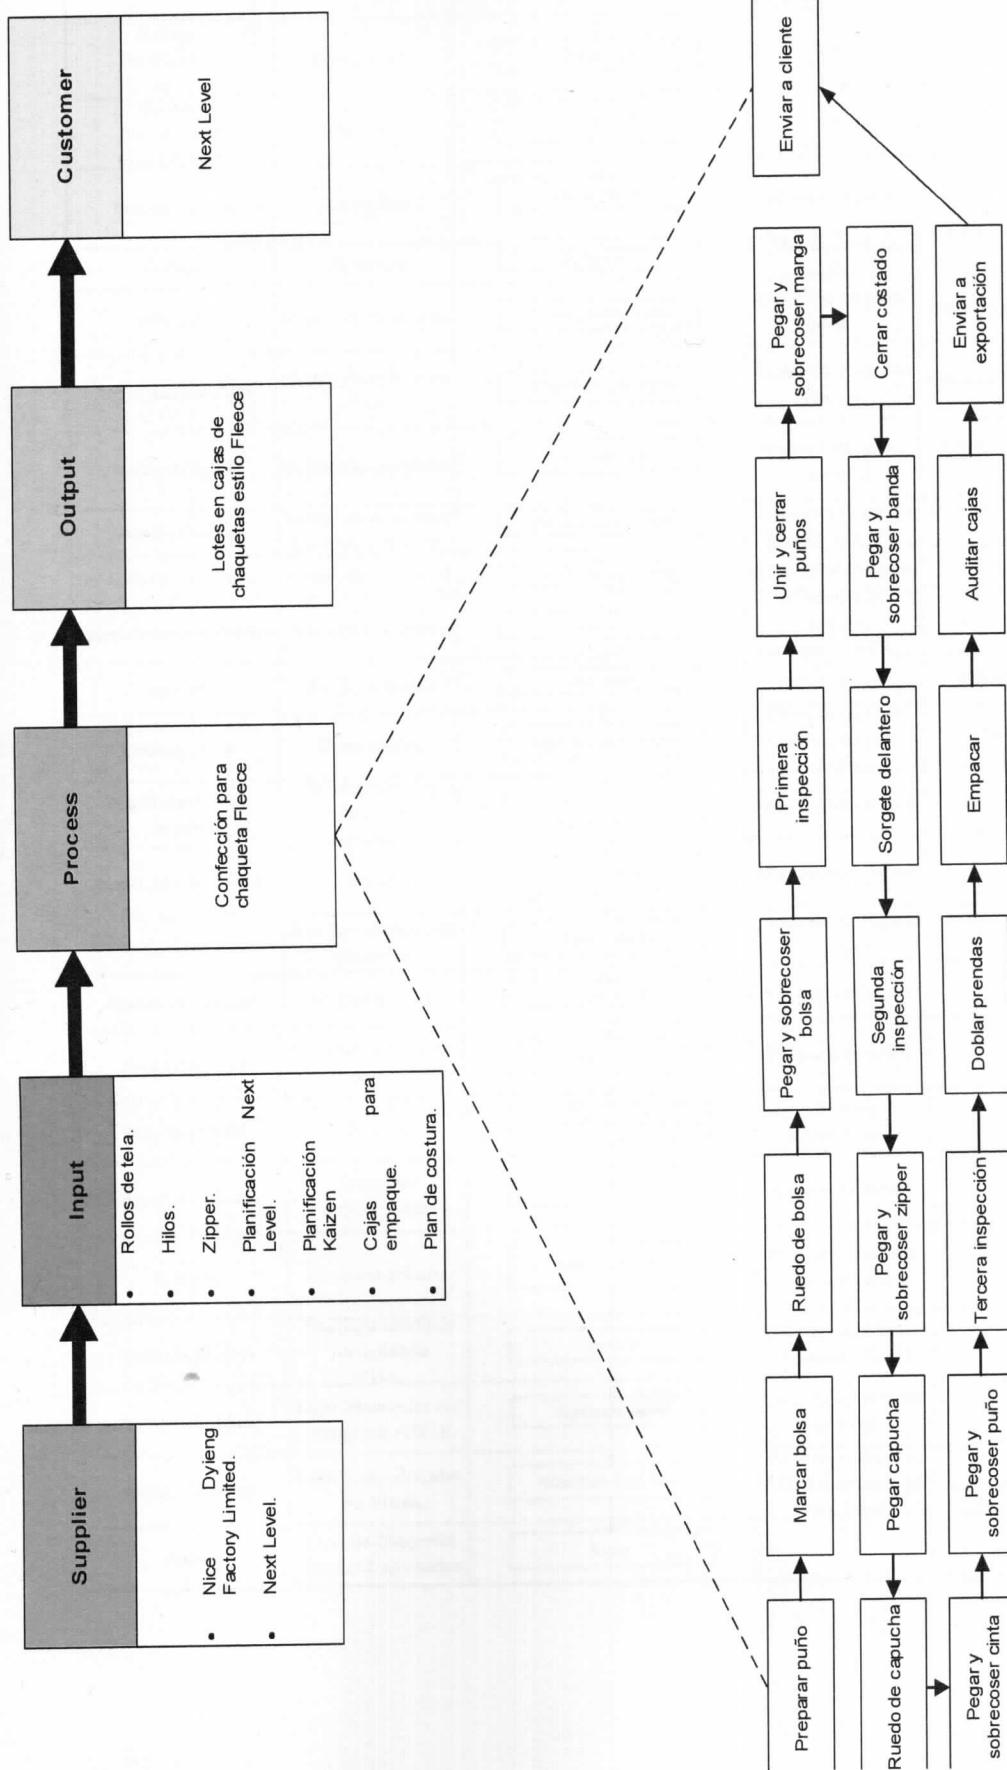 Supplier
• Nice Dyieng
Factory Limited.
• Next Level.
Input
• Rollos de tela.
• Hilos.
• Zipper.
• Planificación Next
Level.
• Planificación
Kaizen
• Cajas para
empaque.
• Plan de costura.
Process
Confección para
chaqueta Fleece
Output
Lotes en cajas de
chaquetas estilo Fleece
Customer
Next Level
Preparar puño
Marcar bolsa
Ruedo de bolsa
Pegar y sobrecoser
bolsa
Primera
inspección
Unir y cerrar
puños
Pegar y
sobrecoser manga
Cerrar costado
Pegar y
sobrecoser banda
Sorgete delantero
Segunda
inspección
Pegar y
sobrecoser zipper
Pegar capucha
Ruedo de capucha
Pegar y
sobrecoser cinta
Pegar y
sobrecoser puño
Tercera inspección
Doblar prendas
Empacar
Auditar cajas
Enviar a
exportación
Enviar a cliente